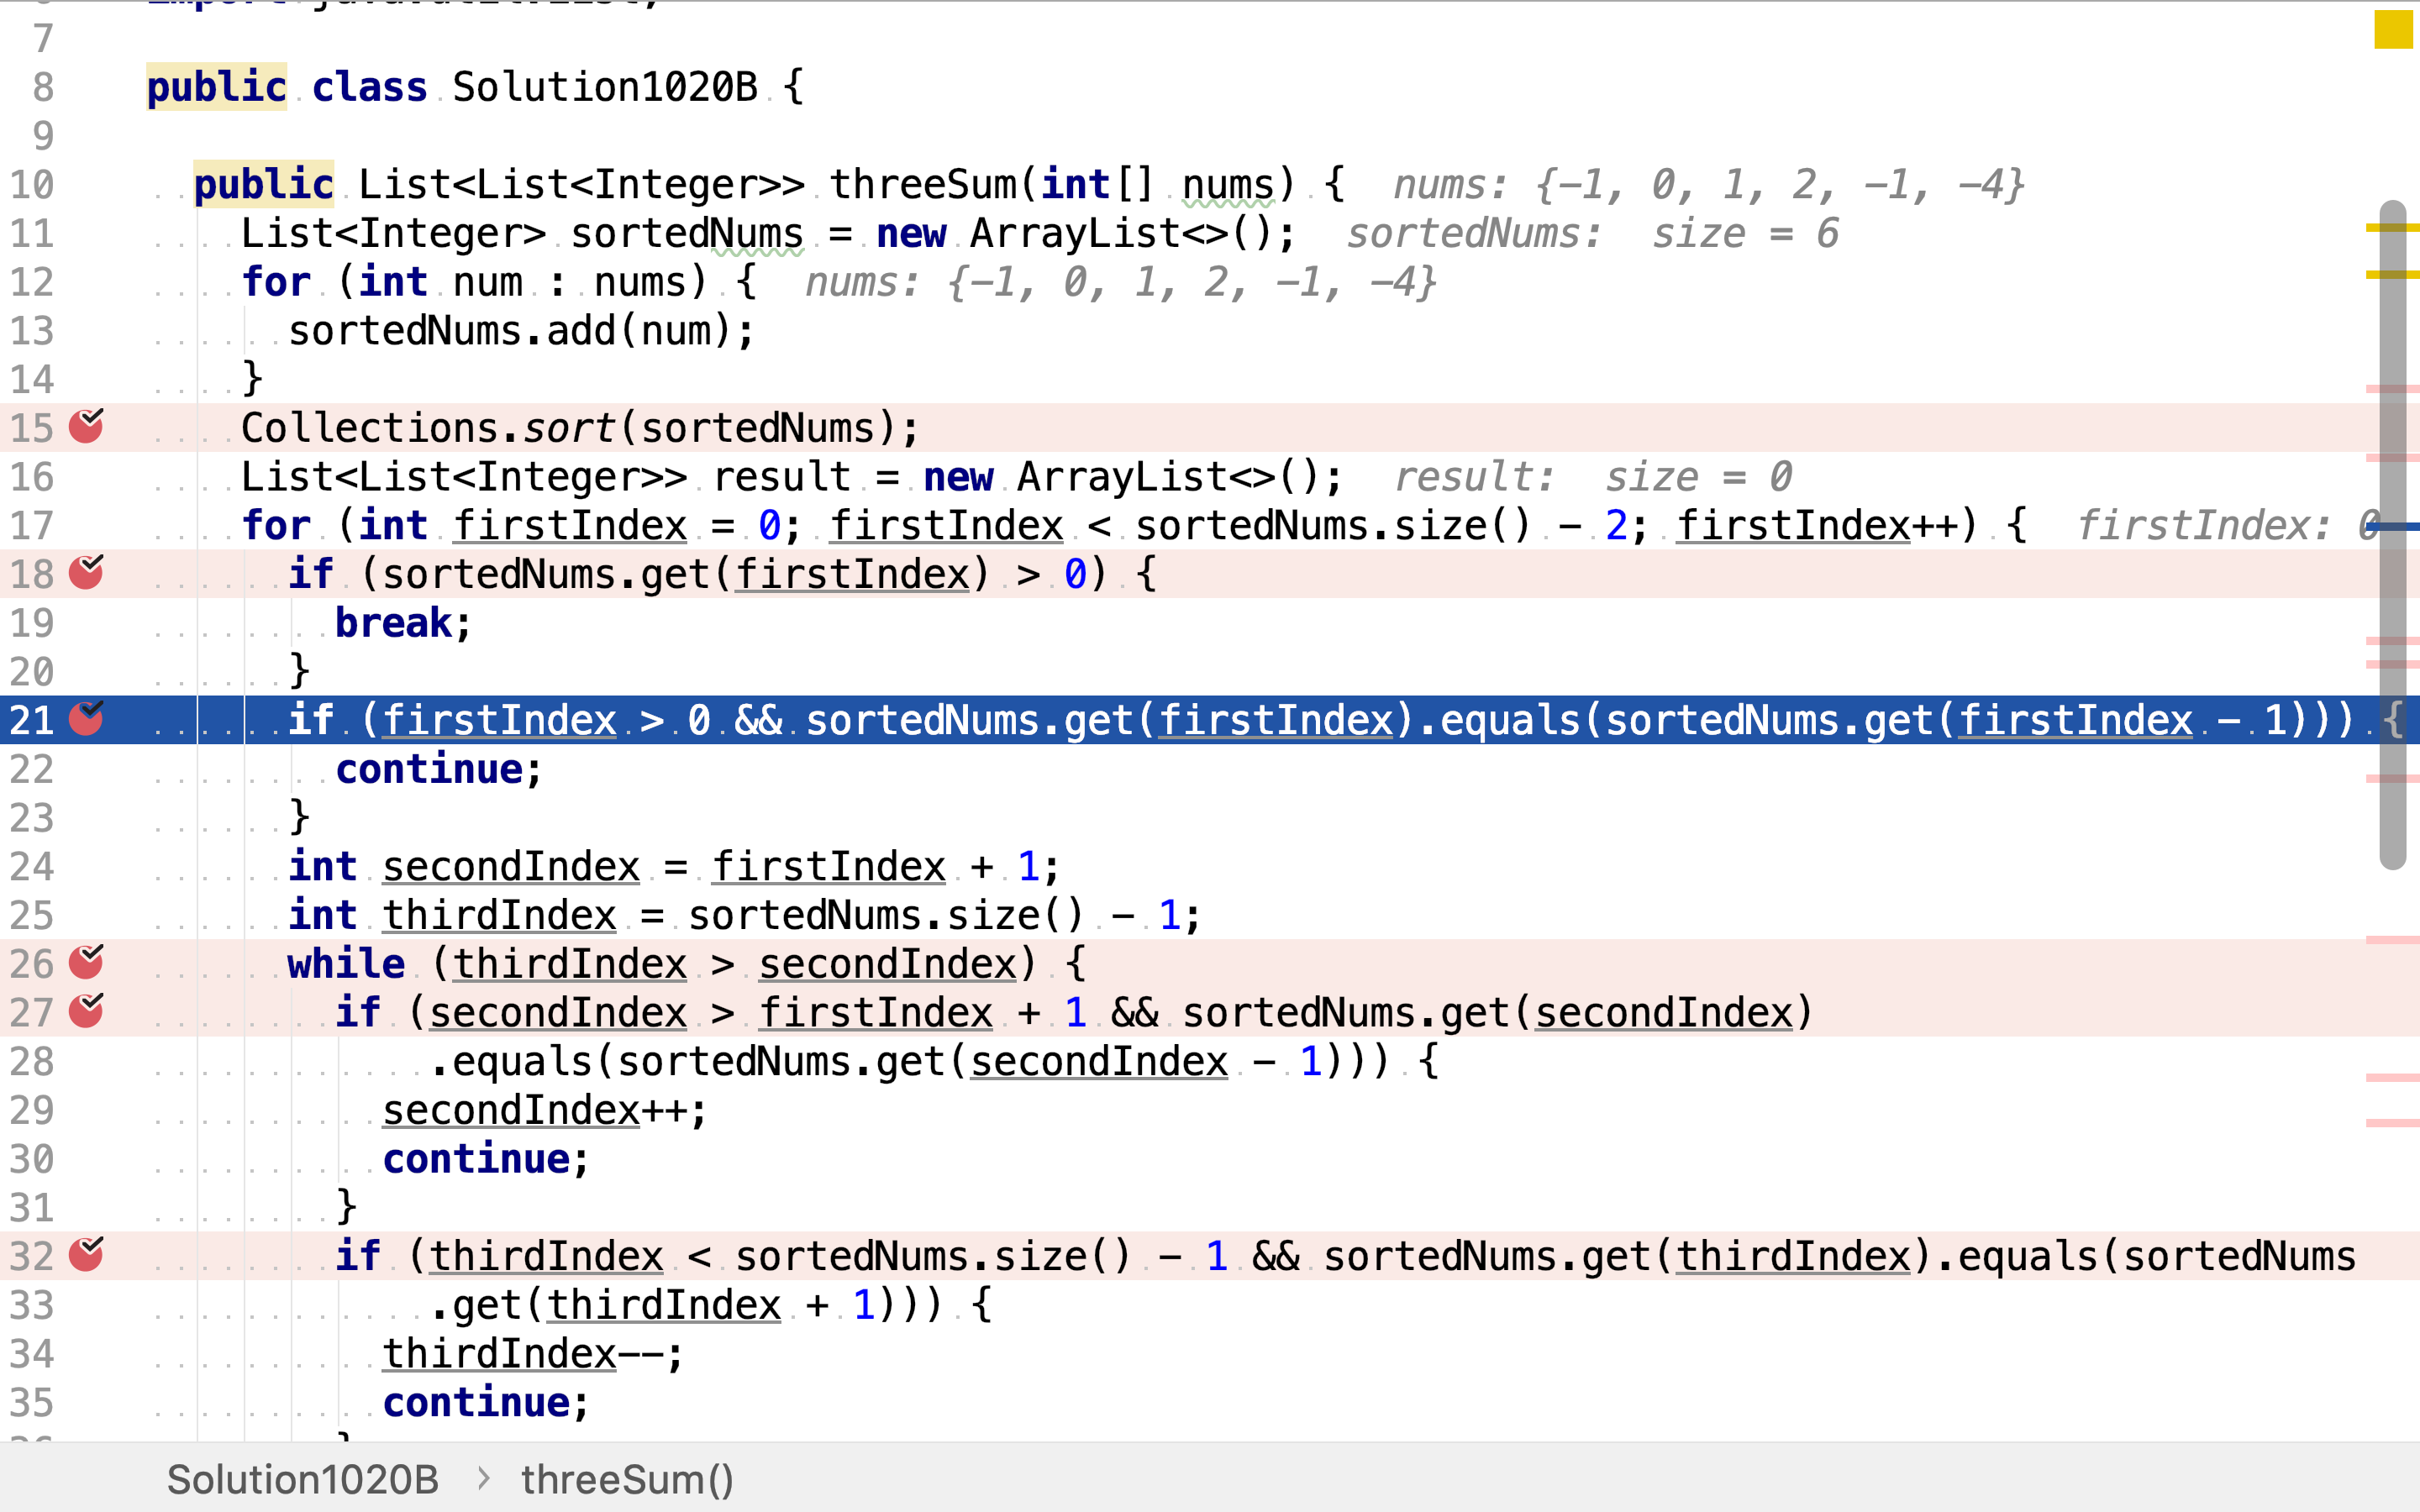 7
8 public class Solution1020B {
9
10 public List<List<Integer>> threeSum(int[] nums) { nums: {-1, 0, 1, 2, -1, -4}
11 List<Integer> sortedNums = new ArrayList<>(); sortedNums: size = 6
12 for (int num : nums) { nums: {-1, 0, 1, 2, -1, -4}
13 sortedNums.add(num);
14 }
15 Collections.sort(sortedNums);
16 List<List<Integer>> result = new ArrayList<>(); result: size = 0
17 for (int firstIndex = 0; firstIndex < sortedNums.size() - 2; firstIndex++) { firstIndex: 0
18 if (sortedNums.get(firstIndex) > 0) {
19 break;
20 }
21 if (firstIndex > 0 && sortedNums.get(firstIndex).equals(sortedNums.get(firstIndex - 1))) {
22 continue;
23 }
24 int secondIndex = firstIndex + 1;
25 int thirdIndex = sortedNums.size() - 1;
26 while (thirdIndex > secondIndex) {
27 if (secondIndex > firstIndex + 1 && sortedNums.get(secondIndex)
28 .equals(sortedNums.get(secondIndex - 1))) {
29 secondIndex++;
30 continue;
31 }
32 if (thirdIndex < sortedNums.size() - 1 && sortedNums.get(thirdIndex).equals(sortedNums
33 .get(thirdIndex + 1))) {
34 thirdIndex--;
35 continue;
Solution1020B > threeSum()